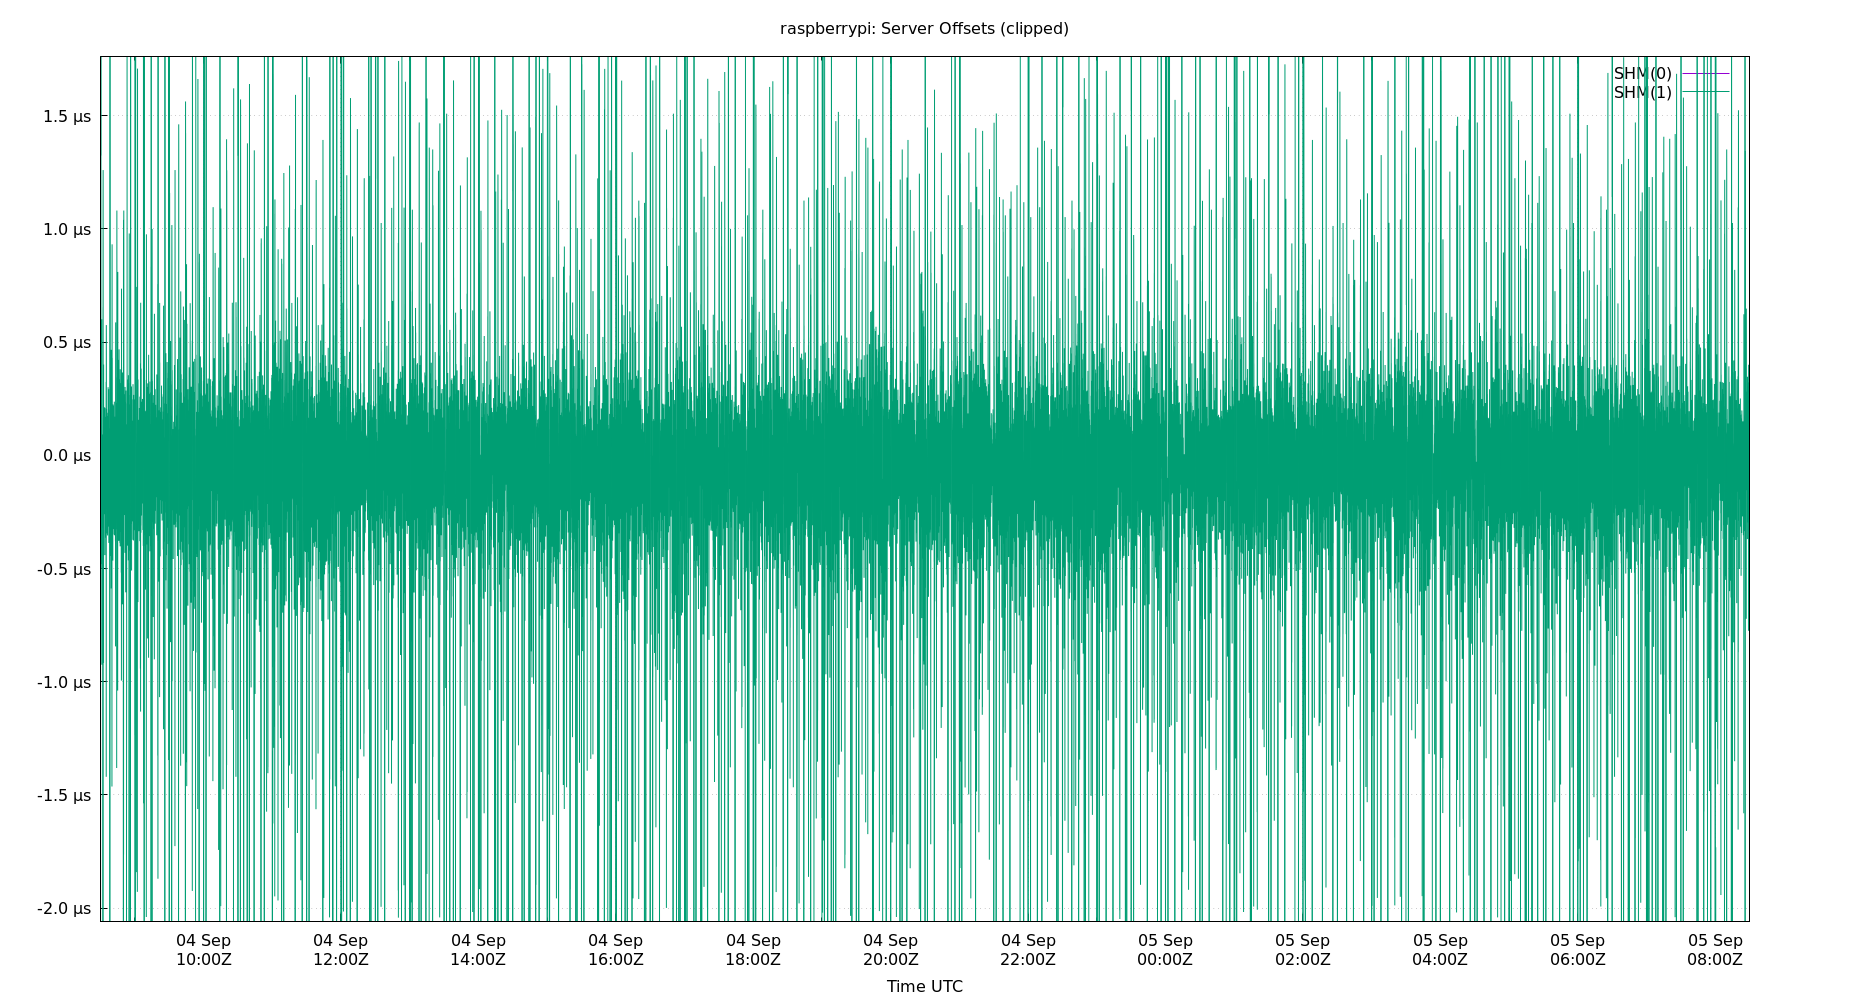 raspberrypi: Server Offsets (clipped)
SHM(0)
SHM(1)
1.5 µs
1.0 µs
0.5 µs
0.0 µs
-0.5 µs
-1.0 µs
-1.5 µs
-2.0 µs
04 Sep 04 Sep 04 Sep 04 Sep 04 Sep 04 Sep 04 Sep 05 Sep 05 Sep 05 Sep 05 Sep 05 Sep
10:00Z 12:00Z 14:00Z 16:00Z 18:00Z 20:00Z 22:00Z 00:00Z 02:00Z 04:00Z 06:00Z 08:00Z
Time UTC